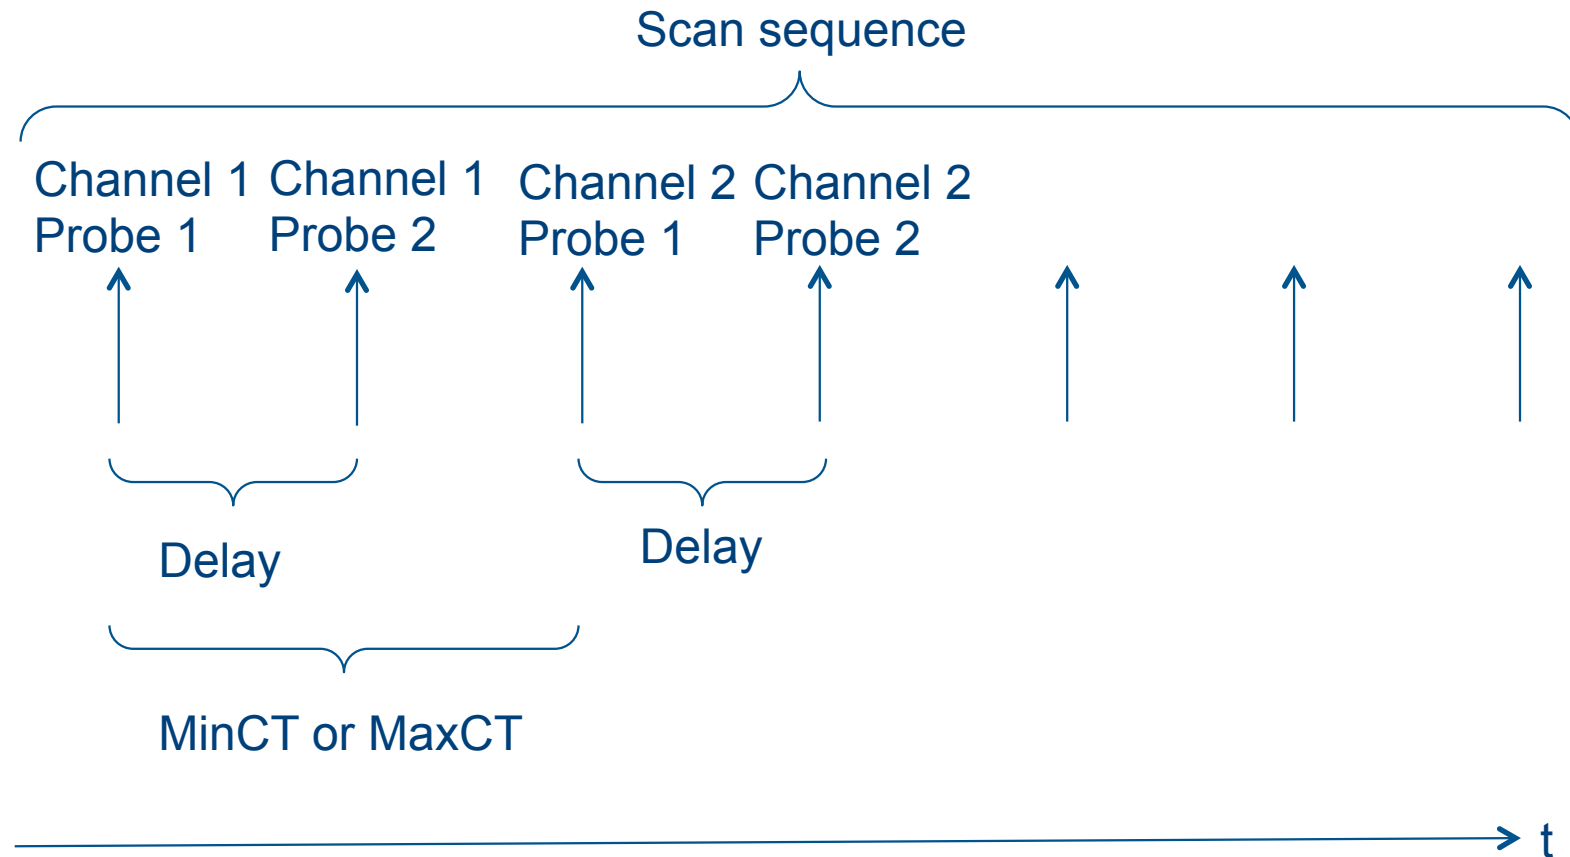 Scan sequence
Channel 1 Channel 1 Channel 2 Channel 2
Probe 1 Probe 2 Probe 1 Probe 2
Delay Delay
MinCT or MaxCT
t